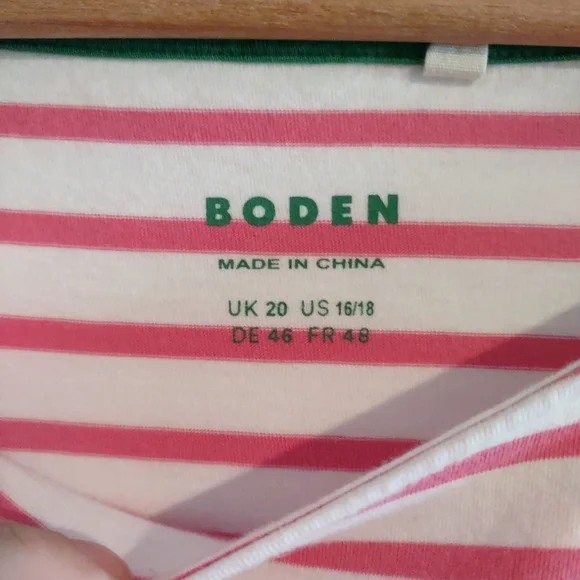 BODEN
MADE IN CHINA
UK 20 US 16/18
DE 46 FR 48